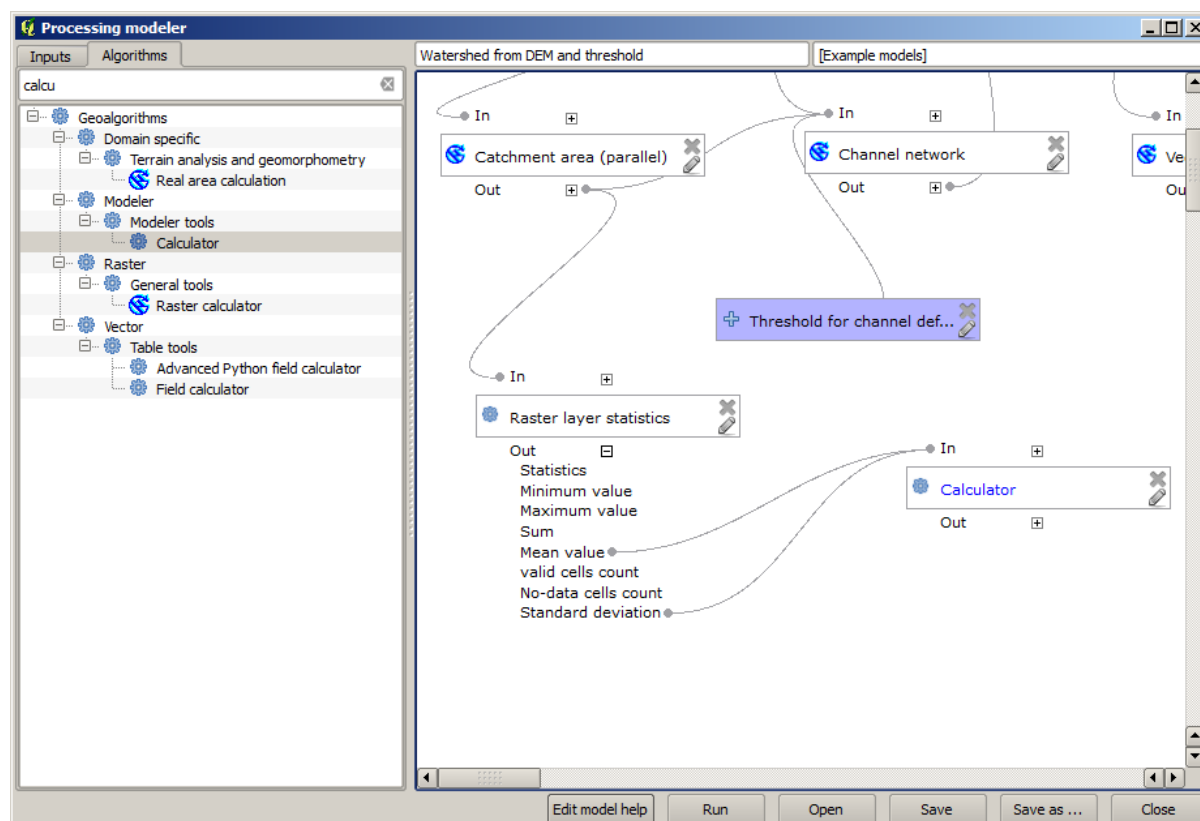 Processing modeler
Inputs Algorithms
Watershed from DEM and threshold
[Example models]
calcu
Geoalgorithms
Domain specific
Terrain analysis and geomorphometry
Real area calculation
Modeler
Modeler tools
Calculator
Raster
General tools
Raster calculator
Vector
Table tools
Advanced Python field calculator
Field calculator
In
Catchment area (parallel)
Out
In
Channel network
Out
In
Ve
Ou
Threshold for channel def...
In
Raster layer statistics
Out
Statistics
Minimum value
Maximum value
Sum
Mean value
valid cells count
No-data cells count
Standard deviation
In
Calculator
Out
Edit model help Run Open Save Save as ... Close